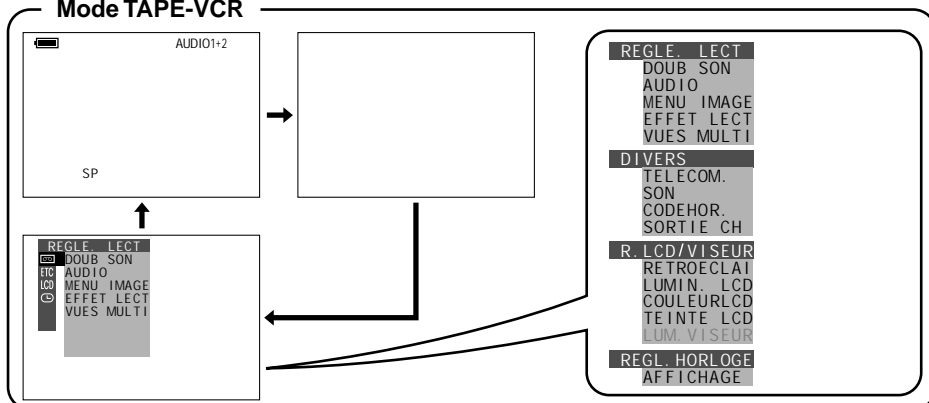 Mode TAPE-VCR
AUDIO1+2
SP
REGLE. LECT
DOUB SON
ETC AUDIO
LCD MENU IMAGE
EFFET LECT
VUES MULTI
REGLE. LECT
DOUB SON
AUDIO
MENU IMAGE
EFFET LECT
VUES MULTI
DIVERS
TELECOM.
SON
CODEHOR.
SORTIE CH
R.LCD/VISEUR
RETROECLAI
LUMIN. LCD
COULEURLCD
TEINTE LCD
LUM.VISEUR
REGL.HORLOGE
AFFICHAGE